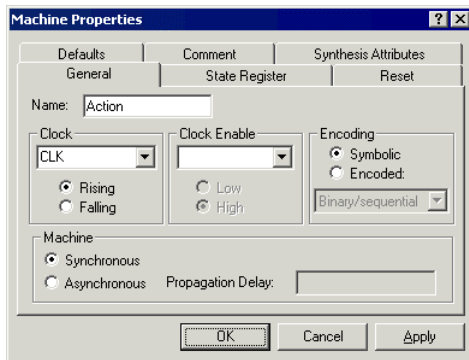 Machine Properties
Defaults Comment Synthesis Attributes
General State Register Reset
Name: Action
Clock Clock Enable Encoding
CLK
Symbolic
Encoded:
Rising Low
Falling High
Binary/sequential
Machine
Synchronous
Asynchronous Propagation Delay:
OK Cancel Apply